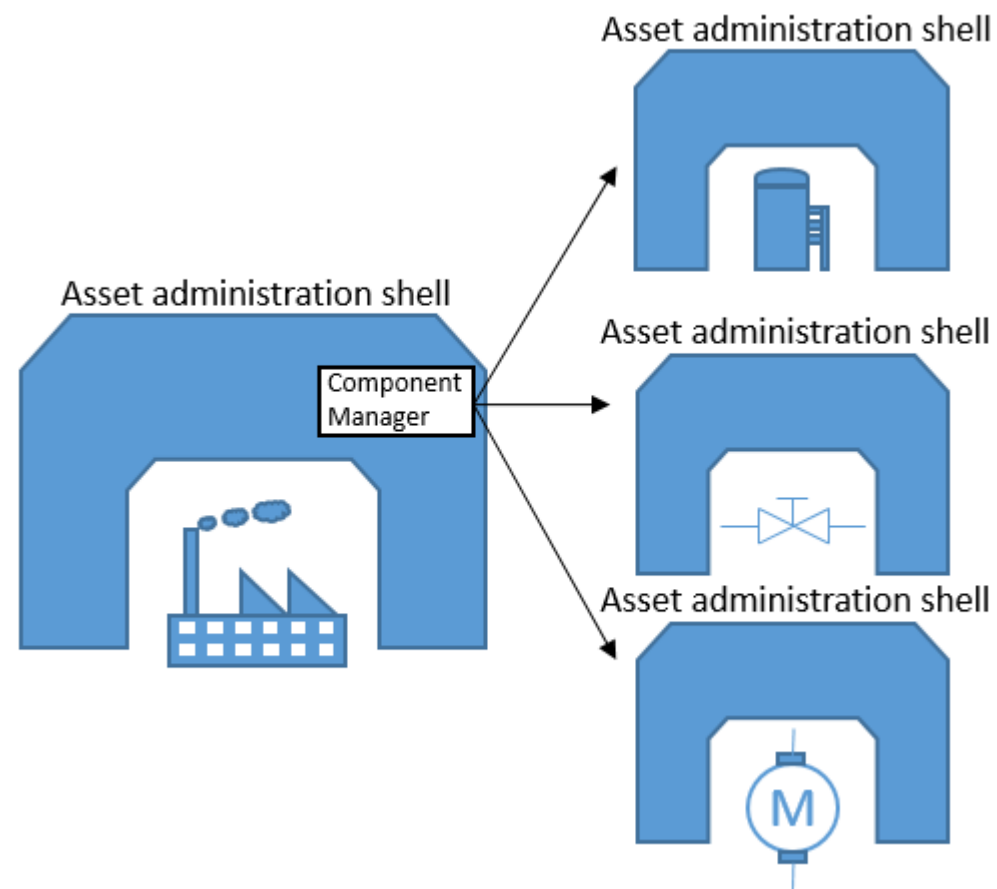 Asset administration shell
Asset administration shell
Component
Manager
Asset administration shell
Asset administration shell
M